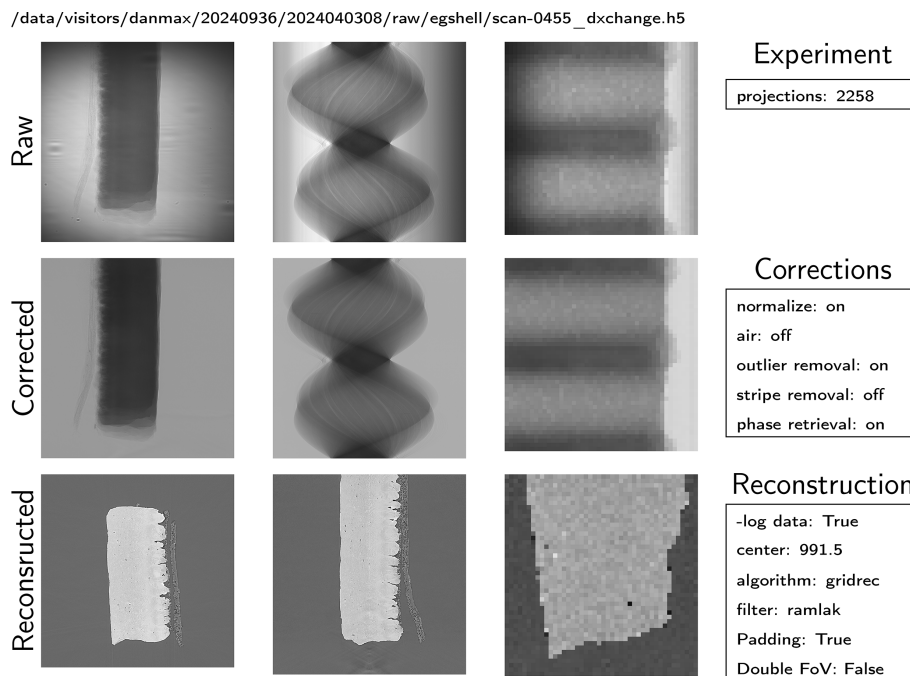 /data/visitors/danmax/20240936/2024040308/raw/egshell/scan-0455_dxchange.h5
Raw
Experiment
projections: 2258
Corrected
Corrections
normalize: on
air: off
outlier removal: on
stripe removal: off
phase retrieval: on
Reconsructed
Reconstruction
-log data: True
center: 991.5
algorithm: gridrec
filter: ramlak
Padding: True
Double FoV: False